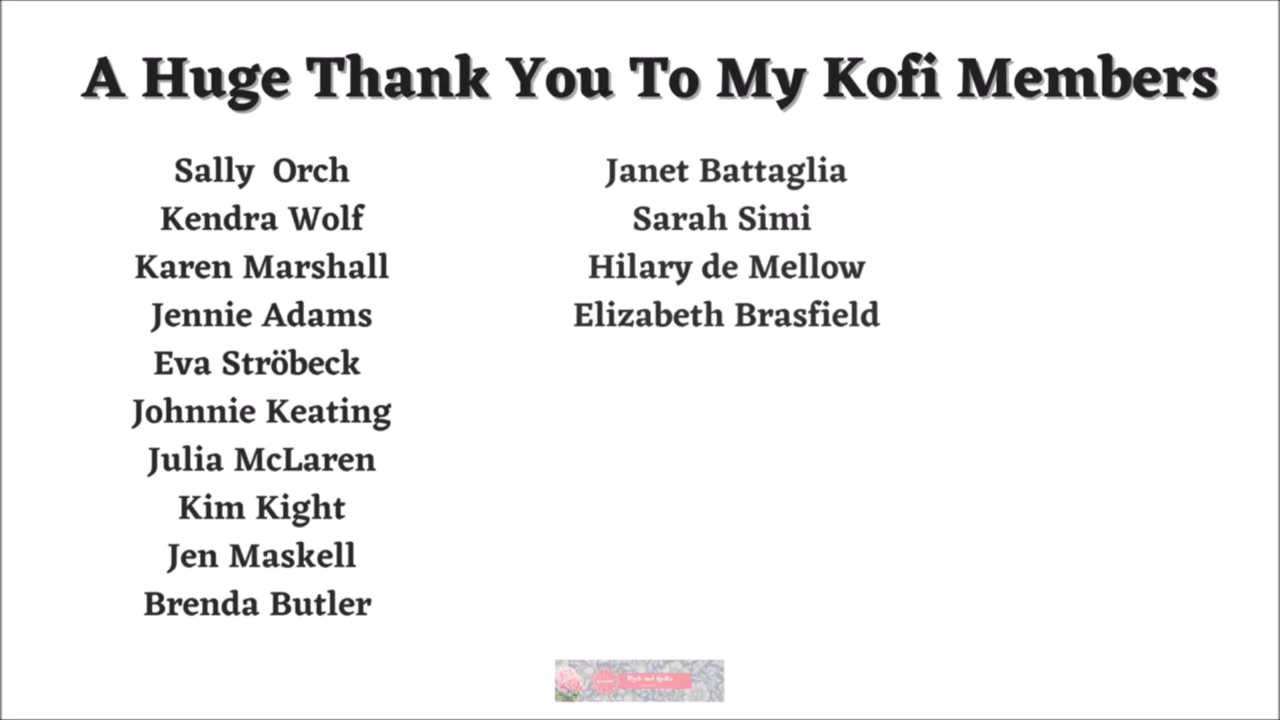 A Huge Thank You To My Kofi Members
Sally Orch
Kendra Wolf
Karen Marshall
Jennie Adams
Eva Ströbeck
Johnnie Keating
Julia McLaren
Kim Kight
Jen Maskell
Brenda Butler
Janet Battaglia
Sarah Simi
Hilary de Mellow
Elizabeth Brasfield